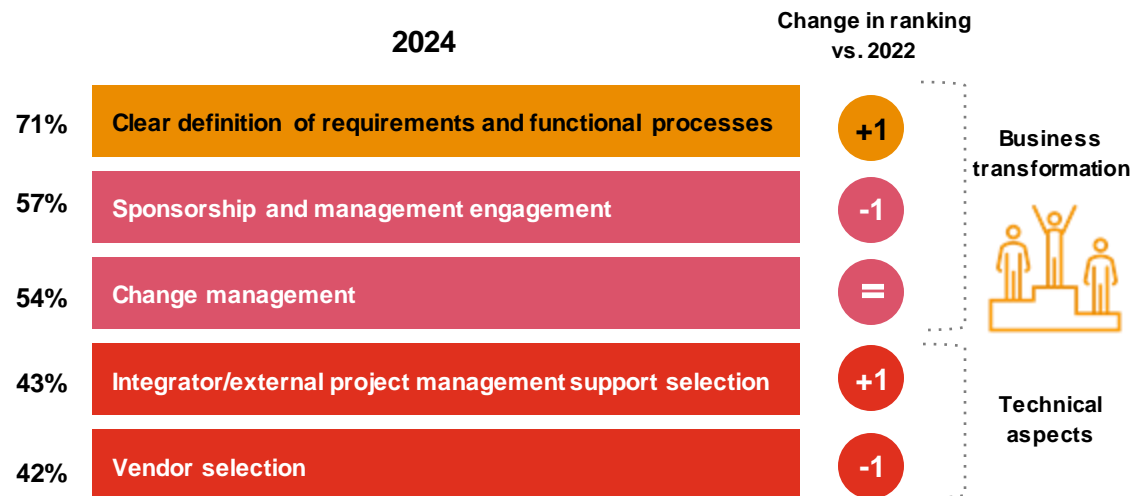 2024
Change in ranking
vs. 2022
71%
Clear definition of requirements and functional processes
+1
57%
Sponsorship and management engagement
-1
54%
Change management
=
Business
transformation
43%
Integrator/external project management support selection
+1
42%
Vendor selection
-1
Technical
aspects